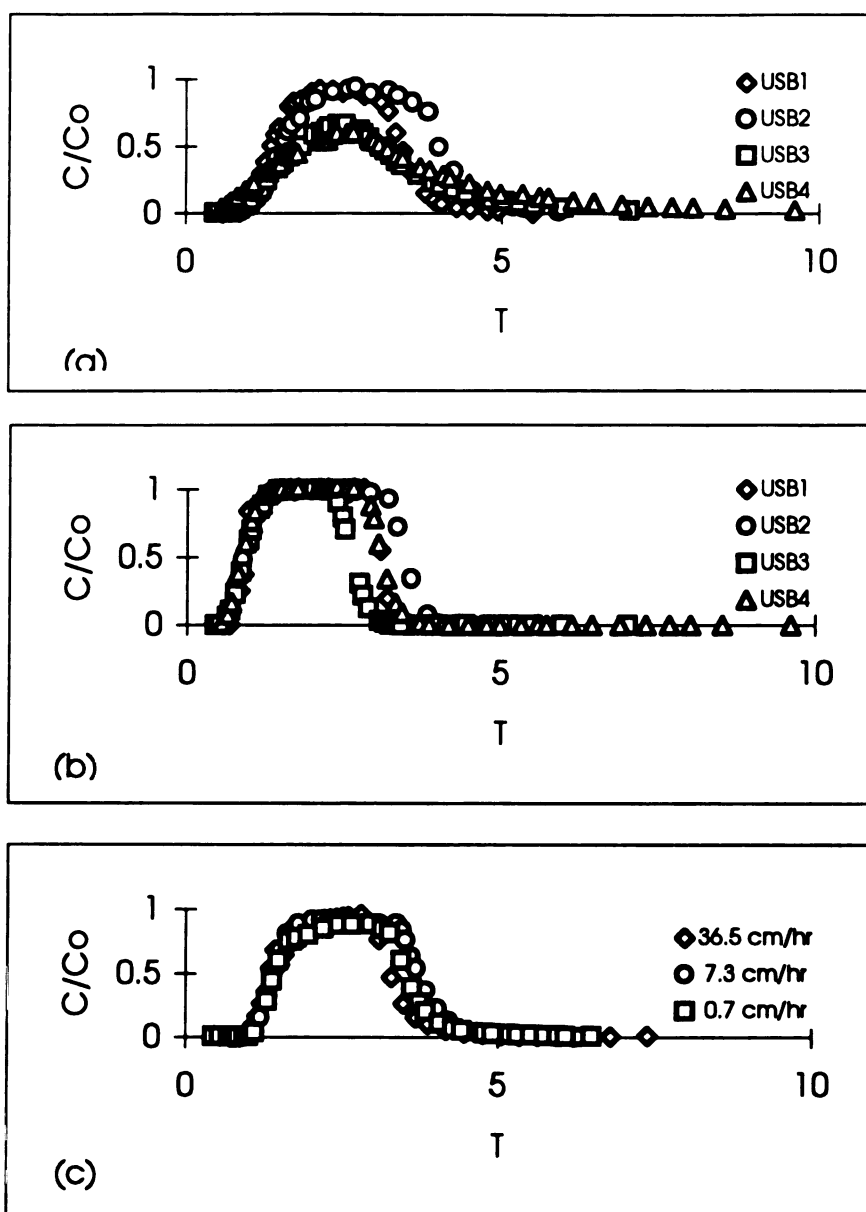 1
0.5
0
C/Co
0
5
10
T
USB1
USB2
USB3
USB4
(a)
1
0.5
0
C/Co
0
5
10
T
USB1
USB2
USB3
USB4
(b)
1
0.5
0
C/Co
0
5
10
T
36.5 cm/hr
7.3 cm/hr
0.7 cm/hr
(c)